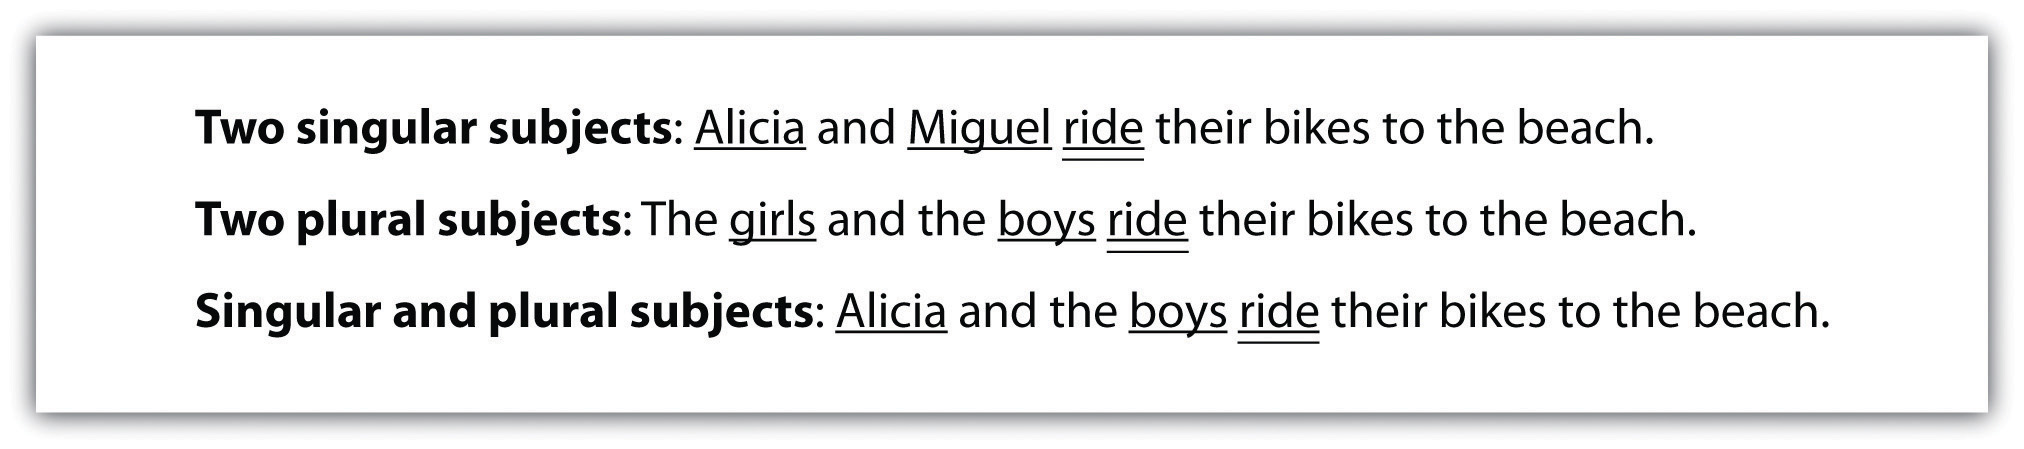 Two singular subjects: Alicia and Miguel ride their bikes to the beach.
Two plural subjects: The girls and the boys ride their bikes to the beach.
Singular and plural subjects: Alicia and the boys ride their bikes to the beach.